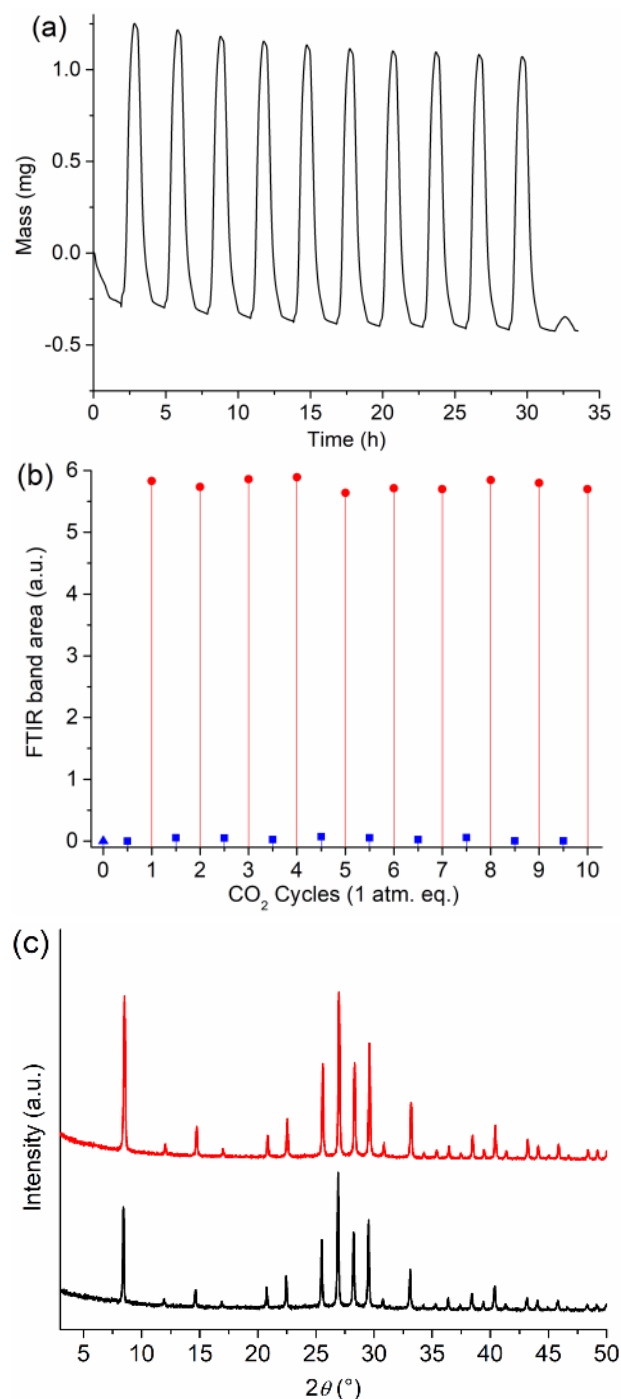 (a)
Mass (mg)
1.0
0.5
0.0
-0.5
0 5 10 15 20 25 30 35
Time (h)
(b)
FTIR band area (a.u.)
6
5
4
3
2
1
0
0 1 2 3 4 5 6 7 8 9 10
CO₂ Cycles (1 atm. eq.)
(c)
Intensity (a.u.)
5 10 15 20 25 30 35 40 45 50
2θ (°)